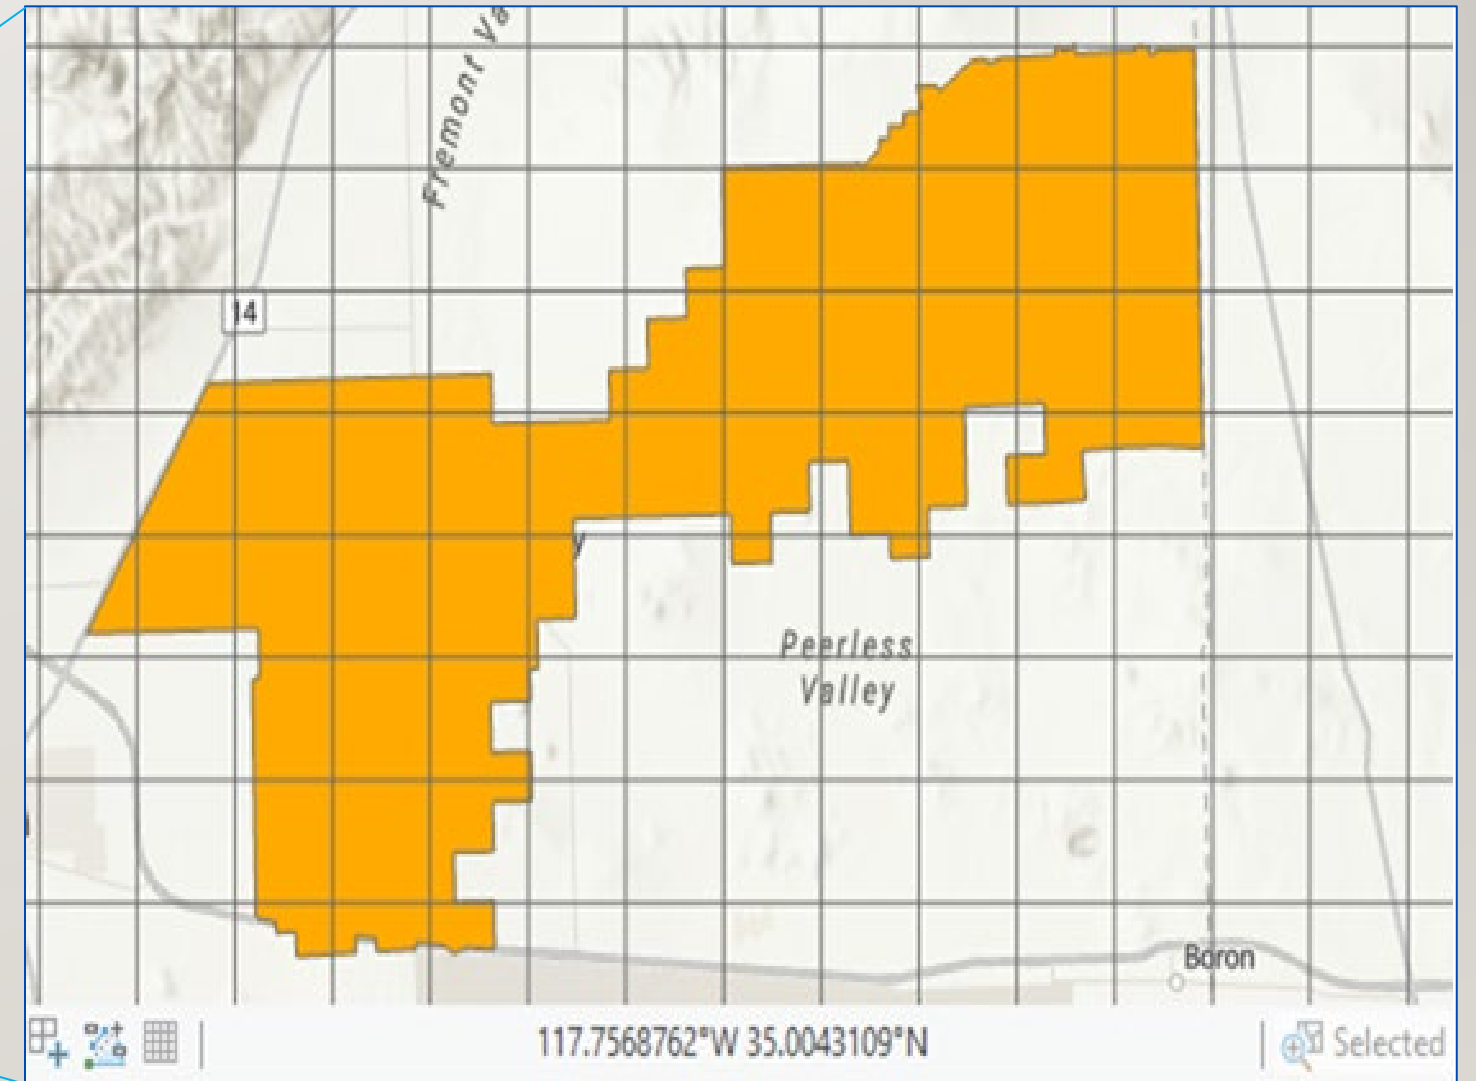 Fremont Va
14
y
Peerless
Valley
Boron
117.7568762°W 35.0043109°N
Selected